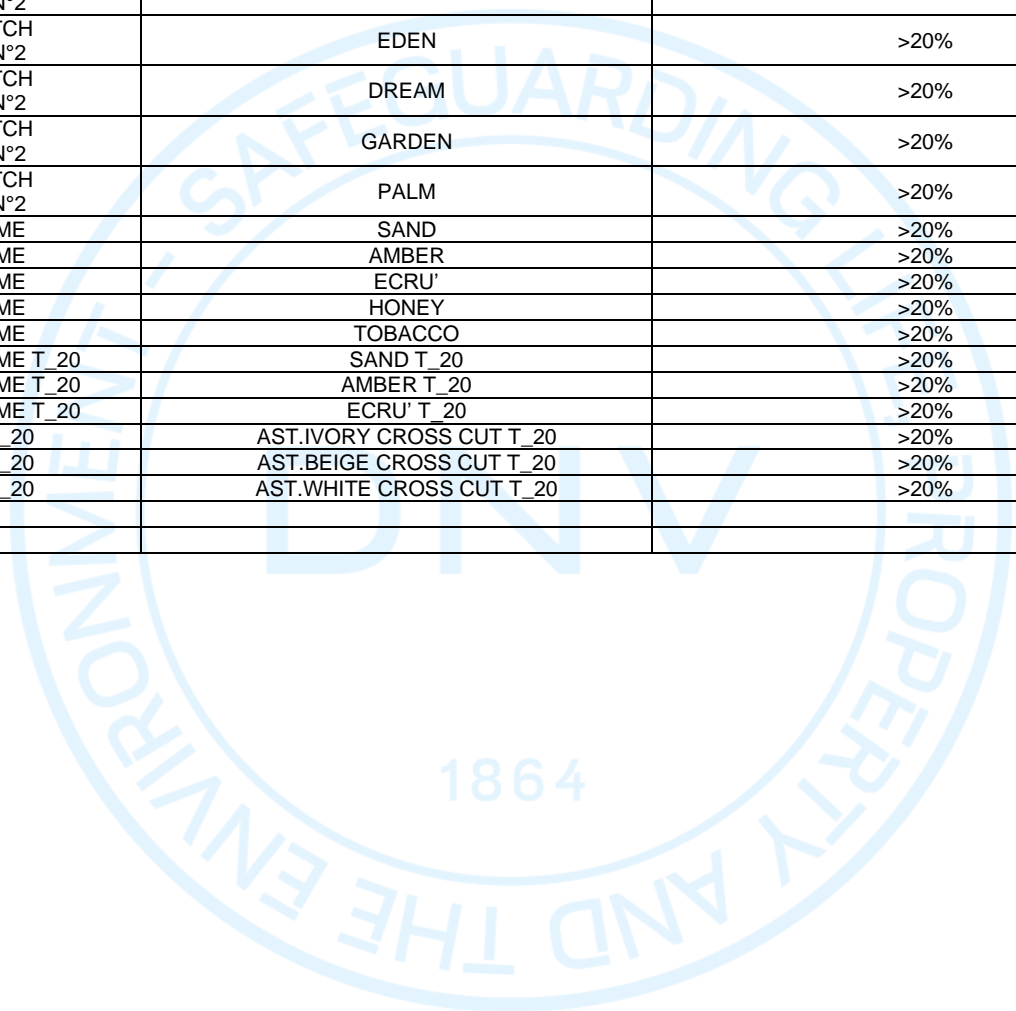 N°2
TCH EDEN >20%
N°2
TCH DREAM >20%
N°2
TCH GARDEN >20%
N°2
TCH PALM >20%
N°2
ME SAND >20%
ME AMBER >20%
ME ECRU’ >20%
ME HONEY >20%
ME TOBACCO >20%
ME T_20 SAND T_20 >20%
ME T_20 AMBER T_20 >20%
ME T_20 ECRU’ T_20 >20%
_20 AST.IVORY CROSS CUT T_20 >20%
_20 AST.BEIGE CROSS CUT T_20 >20%
_20 AST.WHITE CROSS CUT T_20 >20%
SAFEGUARDING LIFE, PROPERTY AND THE ENVIRONMENT –
DNV
1864